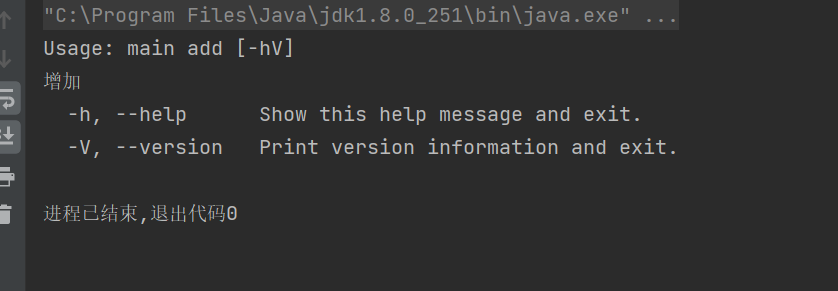 "C:\Program Files\Java\jdk1.8.0_251\bin\java.exe" ...
Usage: main add [-hV]
增加
  -h, --help      Show this help message and exit.
  -V, --version   Print version information and exit.
进程已结束,退出代码0